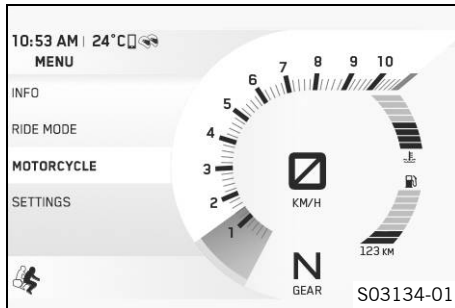 10:53 AM | 24°C
MENU
INFO
RIDE MODE
MOTORCYCLE
SETTINGS
1
2
3
4
5
6
7
8
9
10
0
KM/H
N
GEAR
123 KM
S03134-01